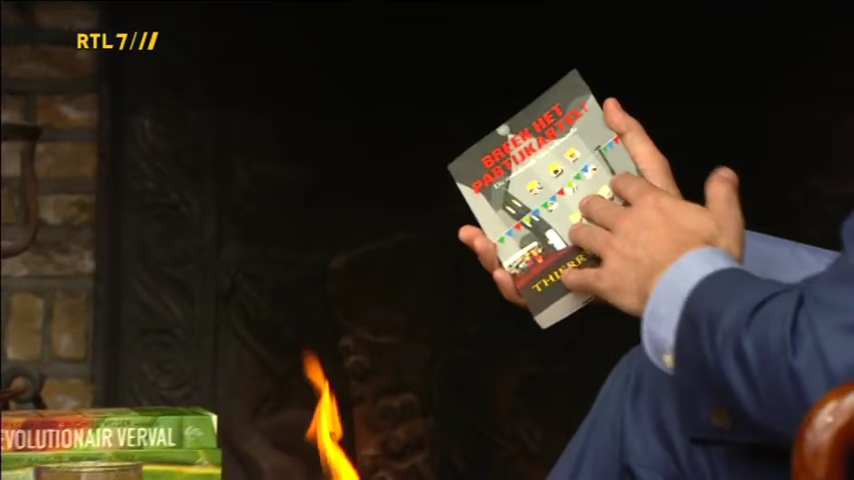 RTL7
BREEK HET
PARTIJKARTEL!
THIERR
EVOLUTIONAIR VERVAL